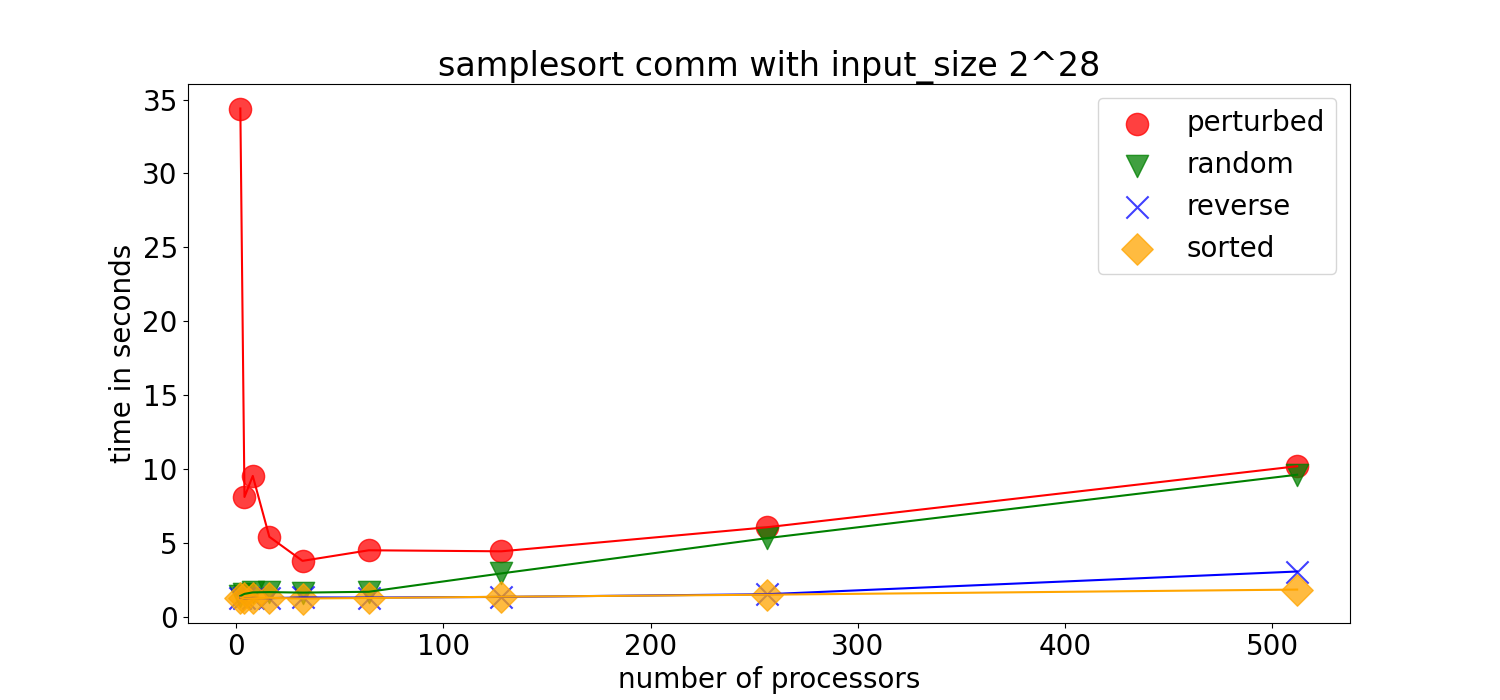 samplesort comm with input_size 2^28
35
30
25
20
15
10
5
0
time in seconds
perturbed
random
reverse
sorted
0 100 200 300 400 500
number of processors